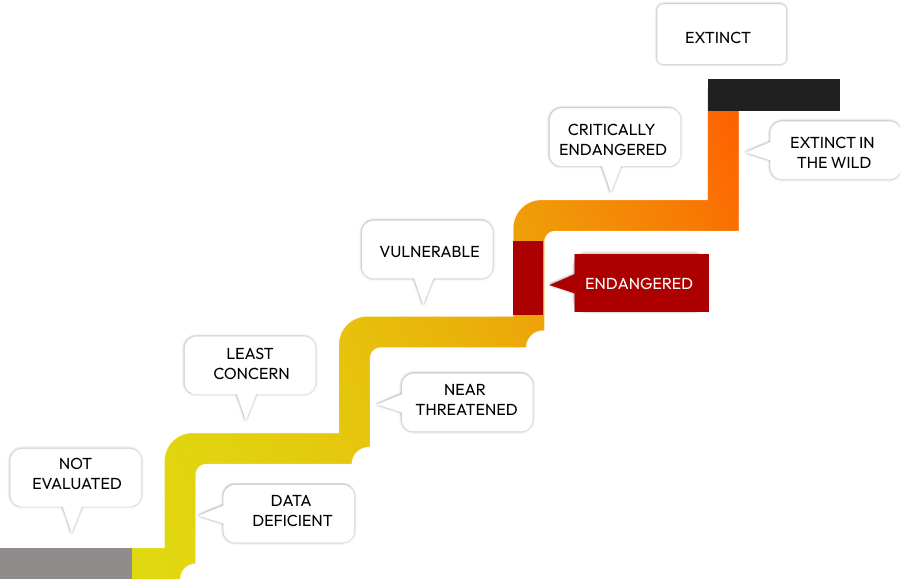 EXTINCT
CRITICALLY
ENDANGERED
EXTINCT IN
THE WILD
VULNERABLE
ENDANGERED
LEAST
CONCERN
NEAR
THREATENED
NOT
EVALUATED
DATA
DEFICIENT